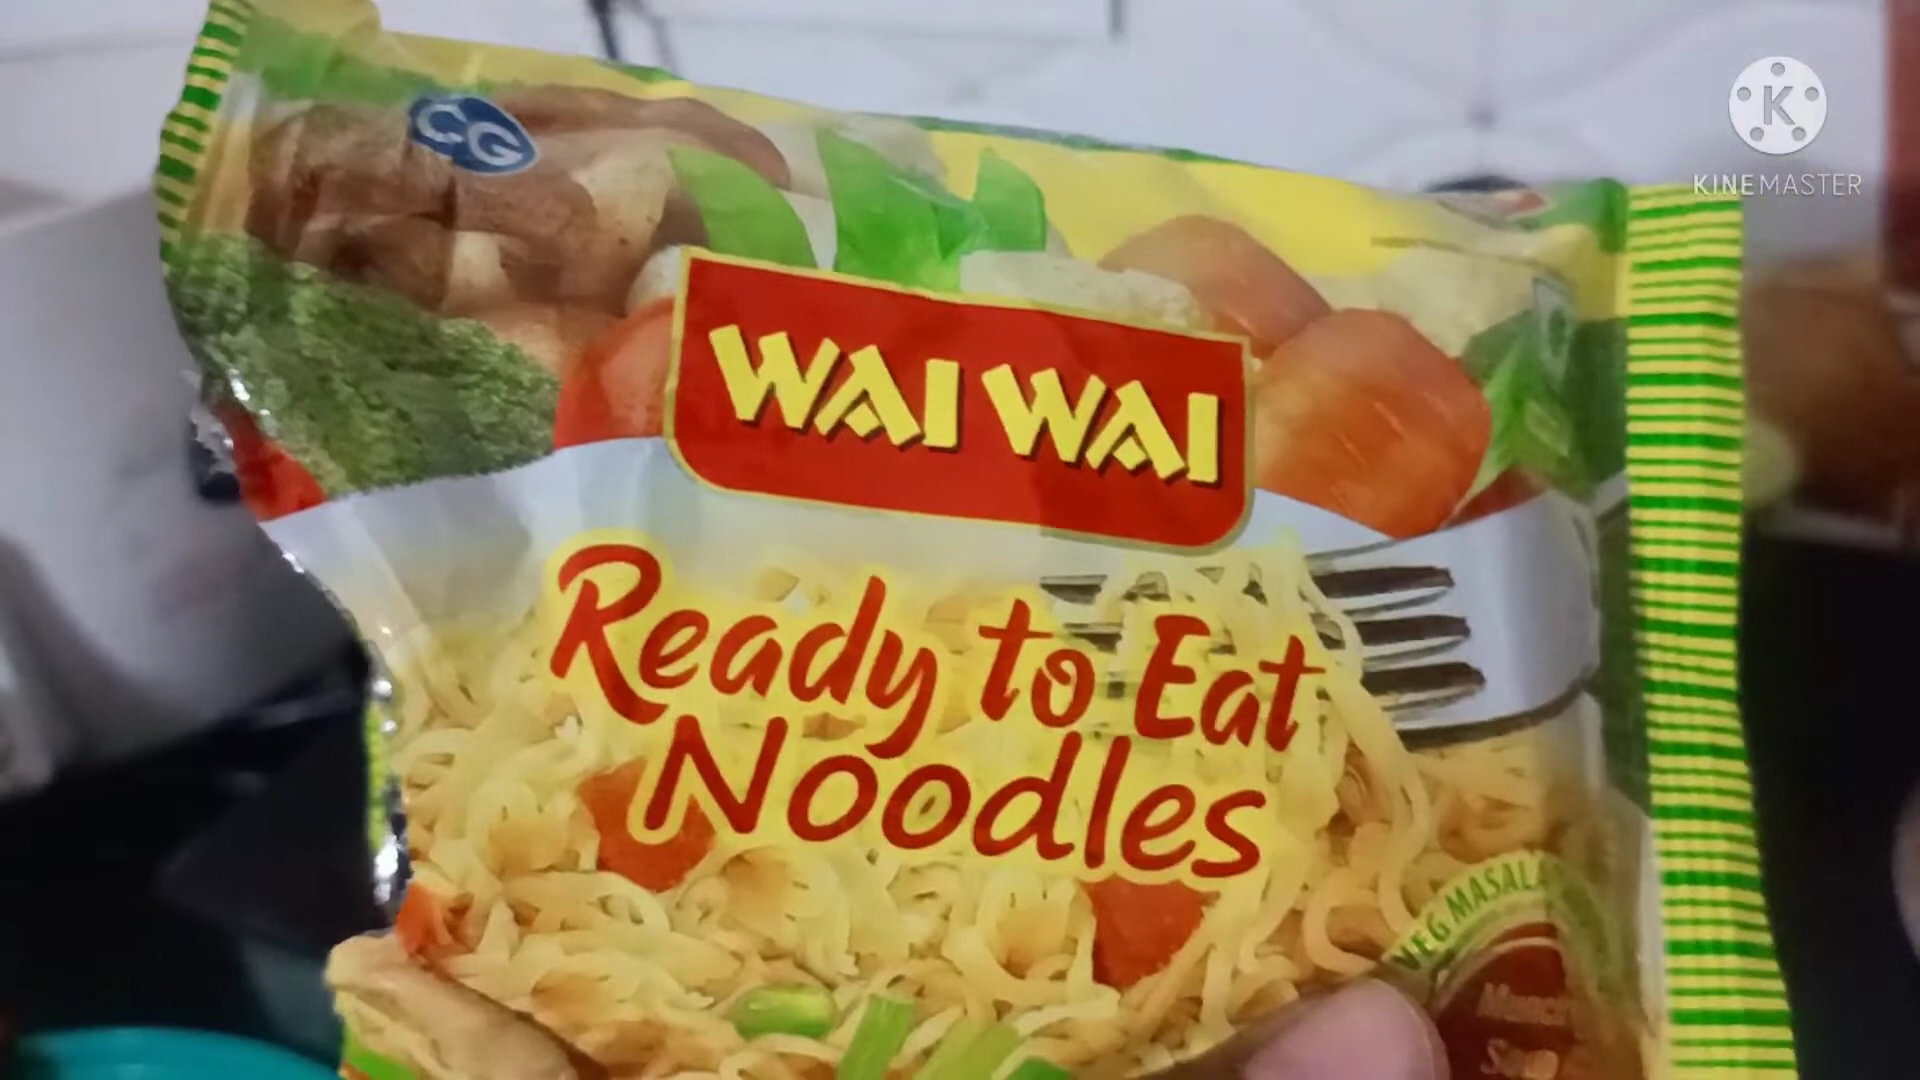 CG
K
KINEMASTER
WAI WAI
Ready to Eat
Noodles
VEG MASALA